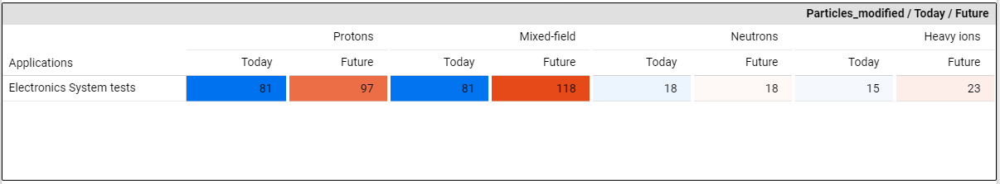 Particles_modified / Today / Future
Protons Mixed-field Neutrons Heavy ions
Applications Today Future Today Future Today Future Today Future
Electronics System tests 81 97 81 118 18 18 15 23